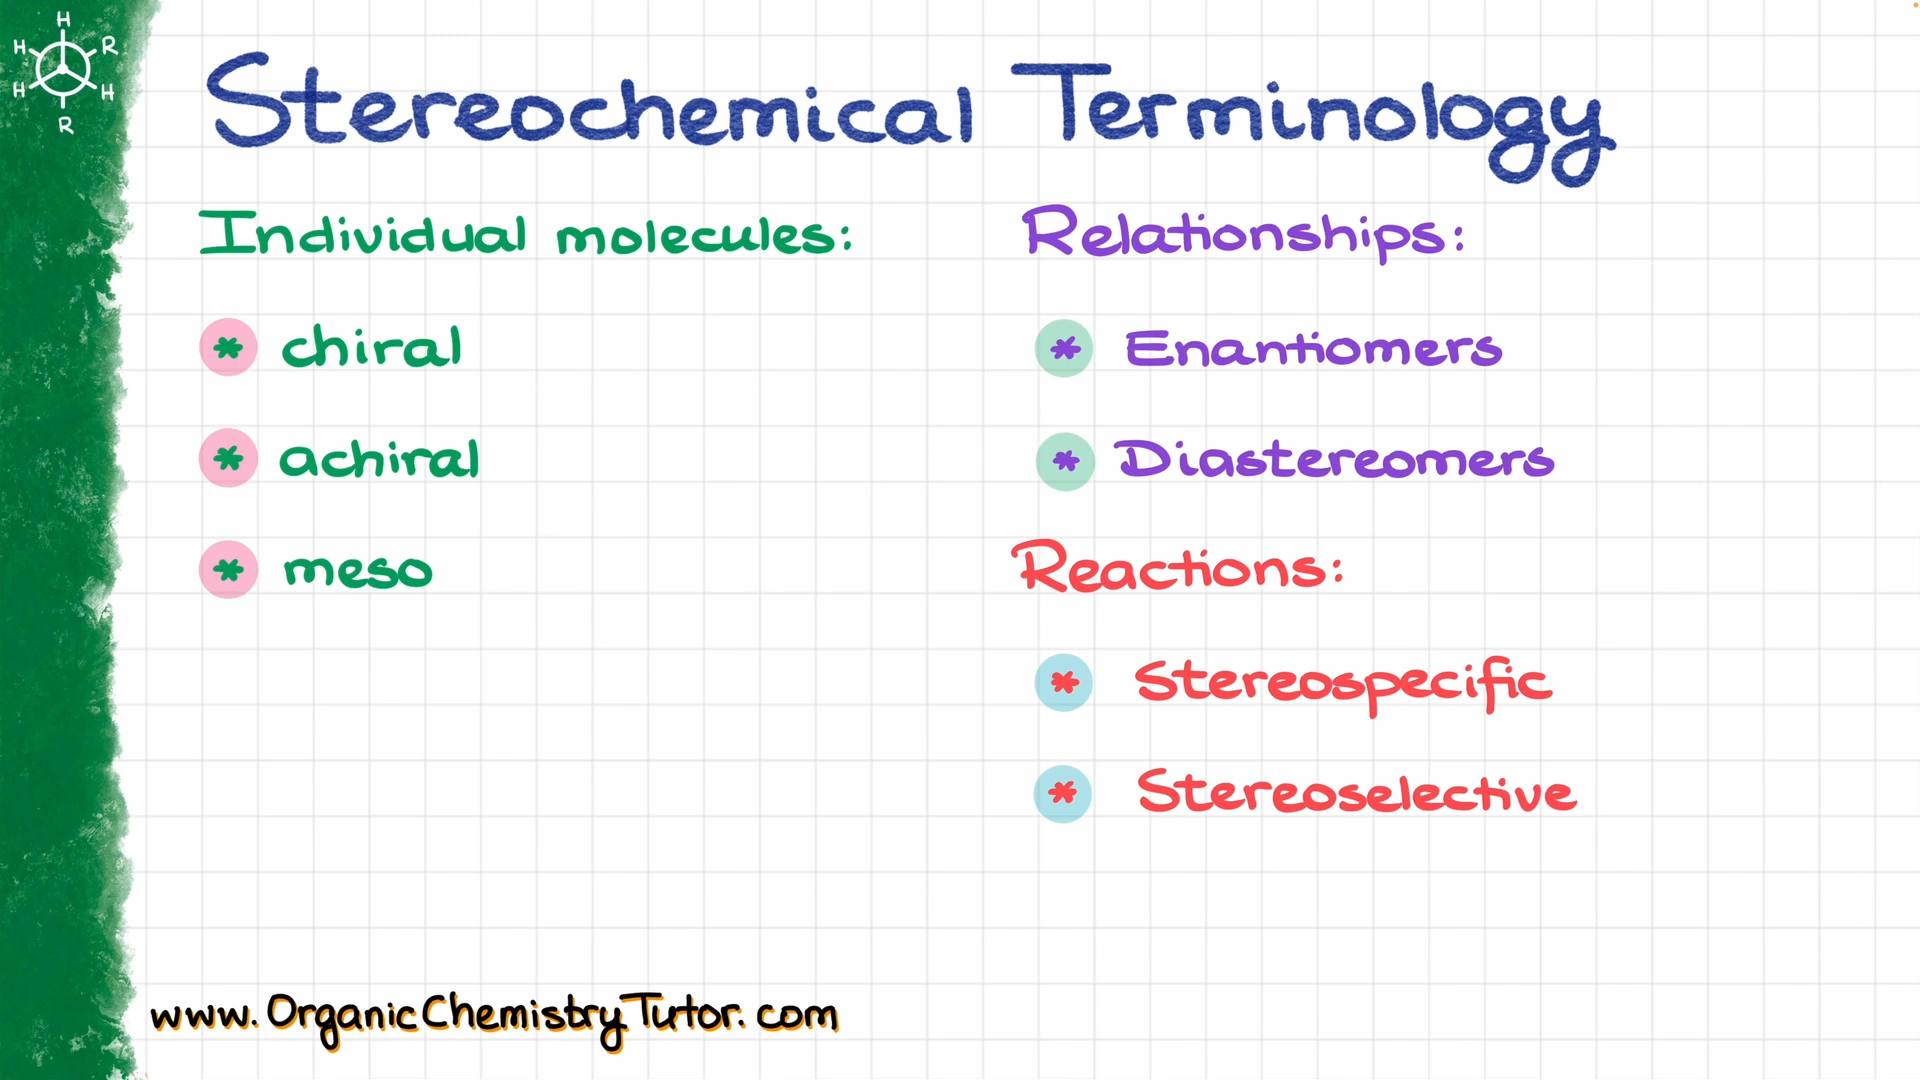 H
H R
H H
R
Stereochemical Terminology
Individual molecules:
* chiral
* achiral
* meso
Relationships:
* Enantiomers
* Diastereomers
Reactions:
* Stereospecific
* Stereoselective
www.OrganicChemistryTutor.com